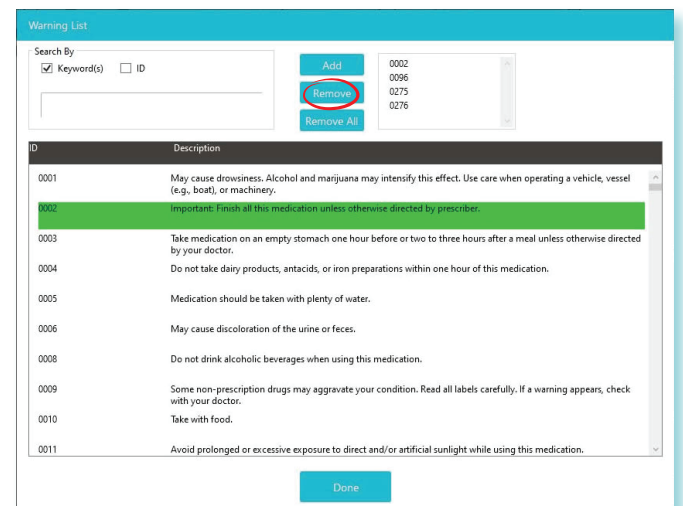 Warning List
Search By
Keyword(s) ID
Add
Remove
Remove All
0002
0096
0275
0276
ID Description
0001 May cause drowsiness. Alcohol and marijuana may intensify this effect. Use care when operating a vehicle, vessel
(e.g., boat), or machinery.
0002 Important: Finish all this medication unless otherwise directed by prescriber.
0003 Take medication on an empty stomach one hour before or two to three hours after a meal unless otherwise directed
by your doctor.
0004 Do not take dairy products, antacids, or iron preparations within one hour of this medication.
0005 Medication should be taken with plenty of water.
0006 May cause discoloration of the urine or feces.
0008 Do not drink alcoholic beverages when using this medication.
0009 Some non-prescription drugs may aggravate your condition. Read all labels carefully. If a warning appears, check
with your doctor.
0010 Take with food.
0011 Avoid prolonged or excessive exposure to direct and/or artificial sunlight while using this medication.
Done